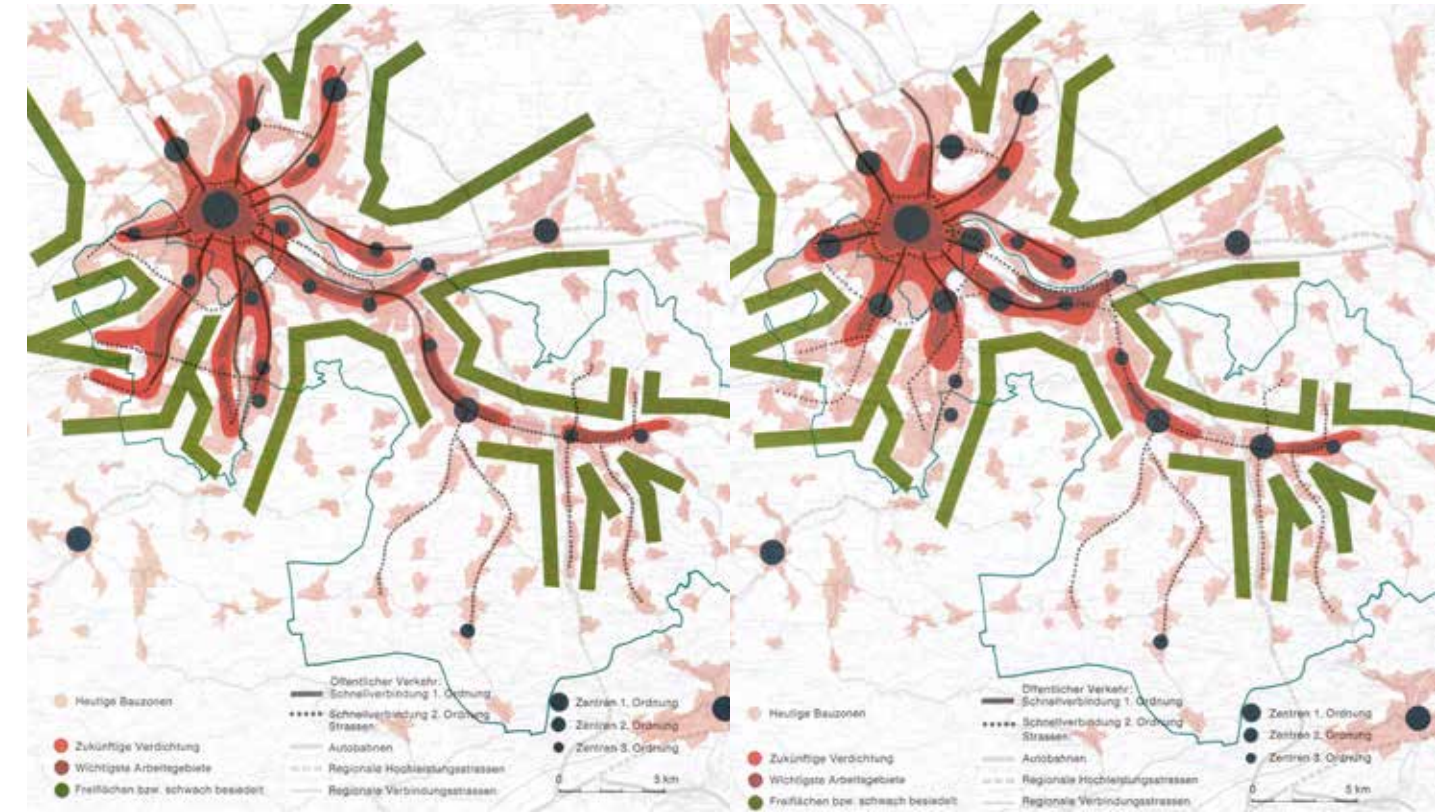 Heutige Bauzonen
Zukünftige Verdichtung
Wichtigste Arbeitsgebiete
Freiflächen bzw. schwach besiedelt
Öffentlicher Verkehr:
Schnellverbindung 1. Ordnung
Schnellverbindung 2. Ordnung
Strassen:
Autobahnen
Regionale Hochleistungsstrassen
Regionale Verbindungsstrassen
Zentren 1. Ordnung
Zentren 2. Ordnung
Zentren 3. Ordnung
0 5 km
Heutige Bauzonen
Zukünftige Verdichtung
Wichtigste Arbeitsgebiete
Freiflächen bzw. schwach besiedelt
Öffentlicher Verkehr:
Schnellverbindung 1. Ordnung
Schnellverbindung 2. Ordnung
Strassen:
Autobahnen
Regionale Hochleistungsstrassen
Regionale Verbindungsstrassen
Zentren 1. Ordnung
Zentren 2. Ordnung
Zentren 3. Ordnung
0 5 km